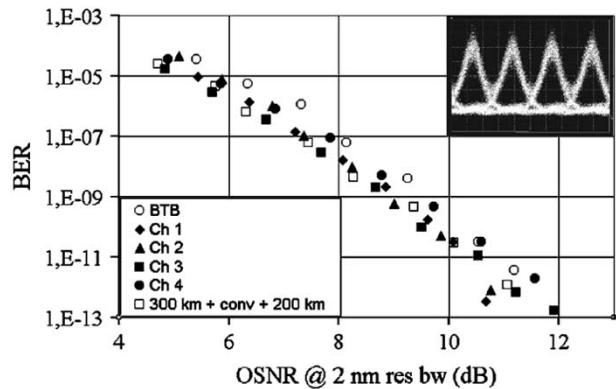 1,E-03
1,E-05
1,E-07
1,E-09
1,E-11
1,E-13
BER
BTB
Ch 1
Ch 2
Ch 3
Ch 4
300 km + conv + 200 km
4 6 8 10 12
OSNR @ 2 nm res bw (dB)